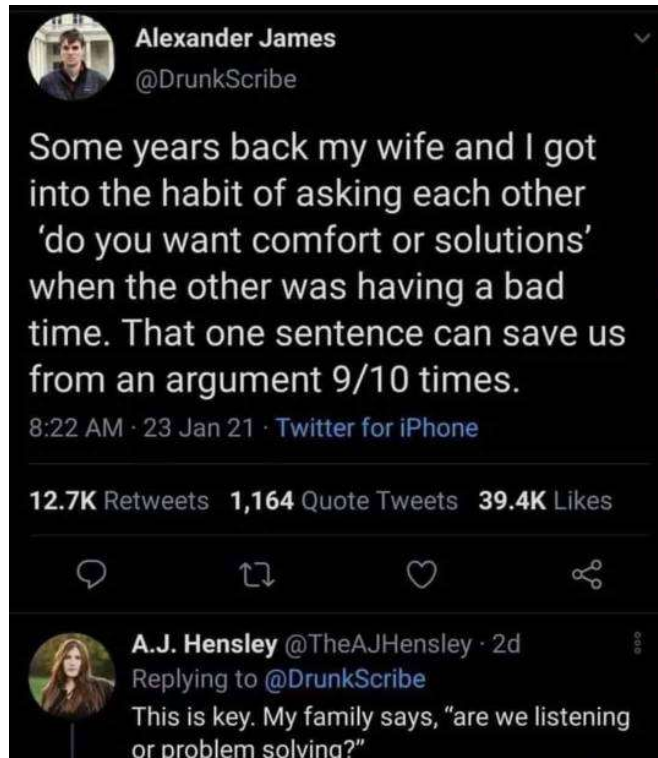 Alexander James
@DrunkScribe
Some years back my wife and I got
into the habit of asking each other
‘do you want comfort or solutions’
when the other was having a bad
time. That one sentence can save us
from an argument 9/10 times.
8:22 AM · 23 Jan 21 · Twitter for iPhone
12.7K Retweets 1,164 Quote Tweets 39.4K Likes
A.J. Hensley @TheAJHensley · 2d
Replying to @DrunkScribe
This is key. My family says, “are we listening
or problem solving?”